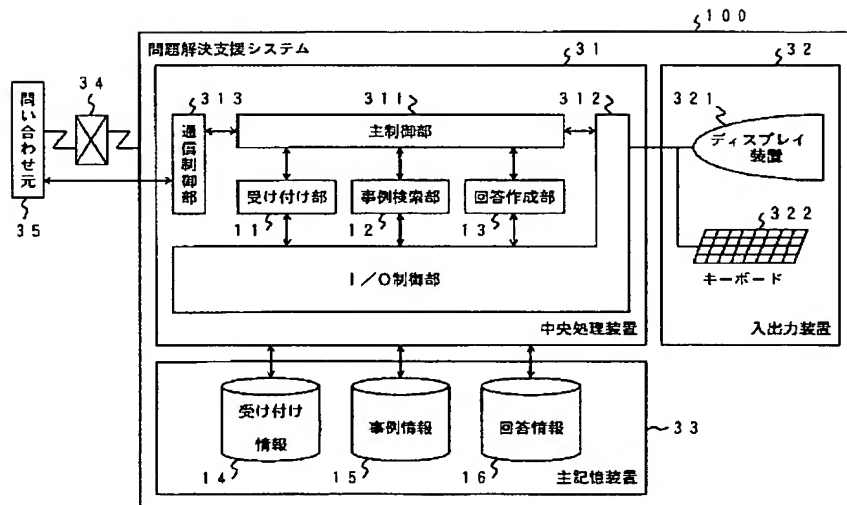 100
問題解決支援システム
31
32
34
313
311
312
321
問い合わせ元
通信制御部
主制御部
ディスプレイ
装置
受け付け部
事例検索部
回答作成部
35
11
12
13
322
I/O制御部
キーボード
中央処理装置
入出力装置
受け付け
情報
事例情報
回答情報
33
14
15
16
主記憶装置